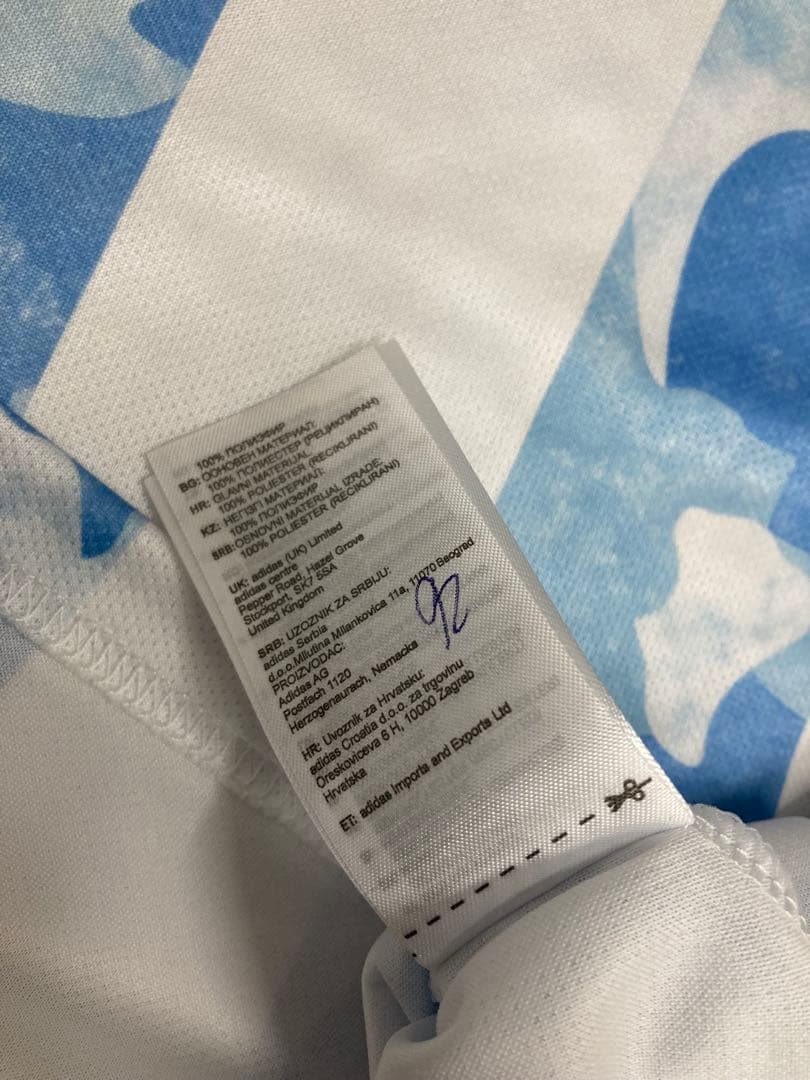 100% ПОЛИЭФИР
BG: ОСНОВЕН МАТЕРИАЛ:
100% ПОЛИЕСТЕР (РЕЦИКЛИРАН)
HR: GLAVNI MATERIJAL:
100% POLIESTER (RECIKLIRANI)
KZ: НЕГІЗГІ МАТЕРИАЛ:
100% ПОЛИЭФИР
SRB: OSNOVNI MATERIJAL IZRADE:
100% POLIESTER (RECIKLIRANI)
UK: adidas (UK) Limited
adidas centre
Pepper Road, Hazel Grove
Stockport, SK7 5SA
United Kingdom
SRB: UZOZNIK ZA SRBIJU:
adidas Serbia
d.o.o.Milutina Milankovica 11a, 11070 Beograd
PROIZVODAC:
Adidas AG
Postfach 1120
Herzogenaurach, Nemacka
HR: Uvoznik za Hrvatsku:
adidas Croatia d.o.o. za trgovinu
Oreskoviceva 6 H, 10000 Zagreb
Hrvatska
ET: adidas Imports and Exports Ltd